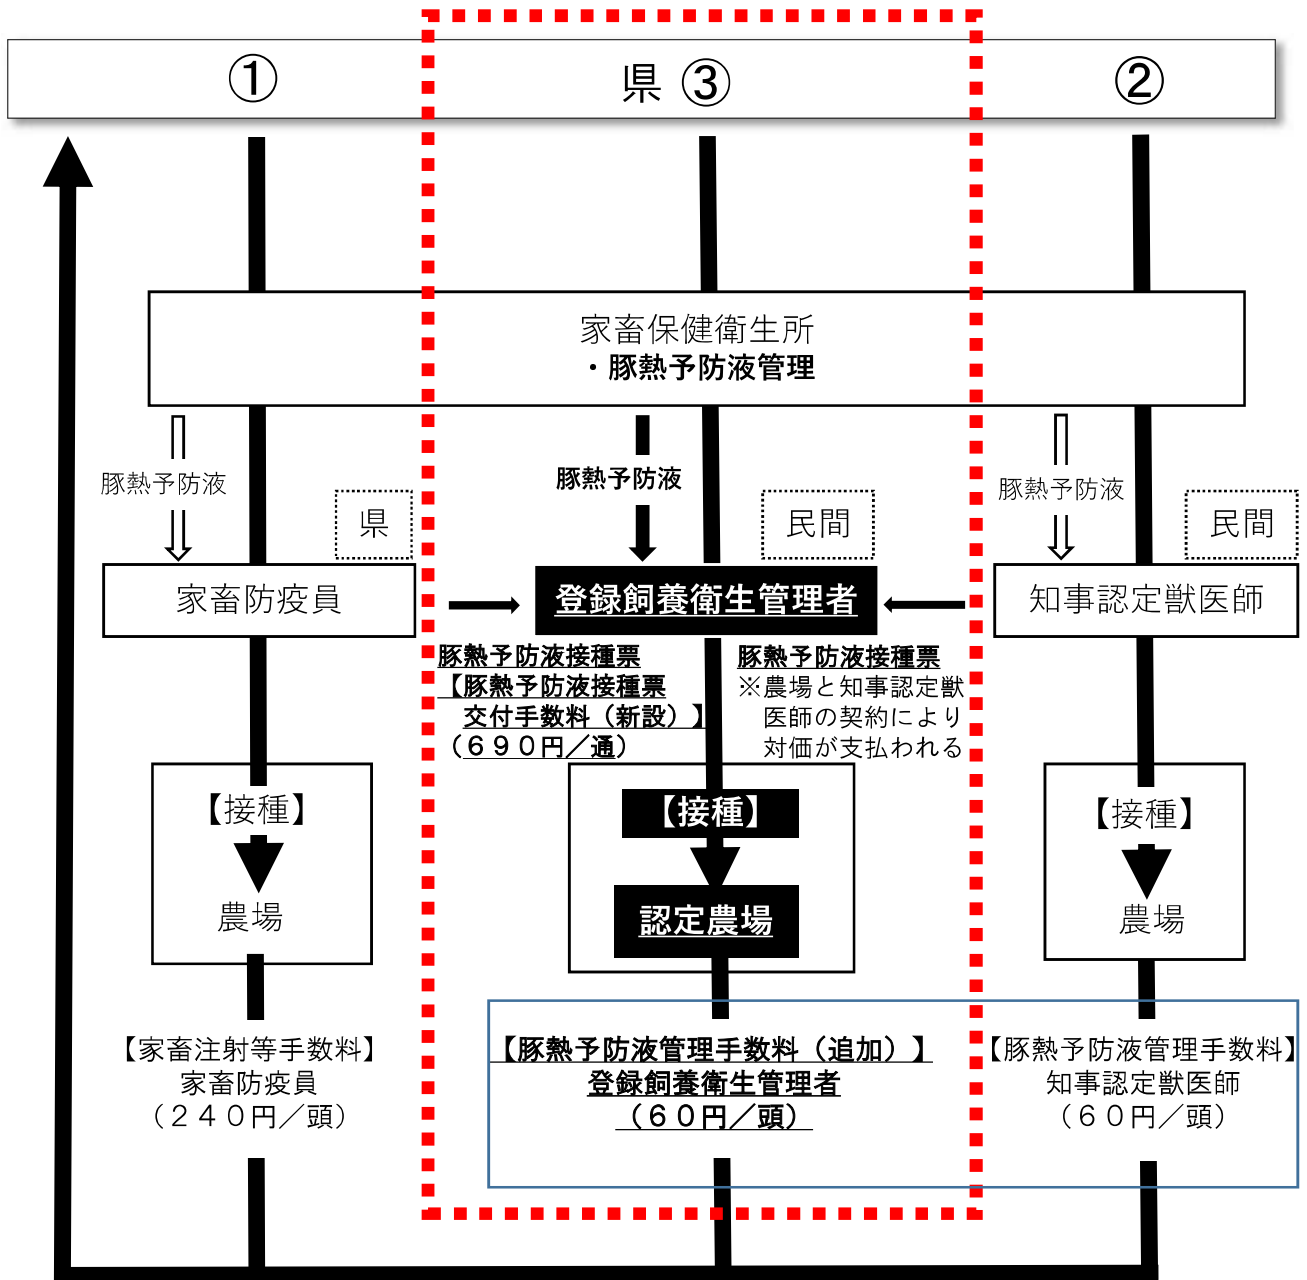 ① 県③ ②
家畜保健衛生所
・豚熱予防液管理
豚熱予防液
豚熱予防液
豚熱予防液
県
民間
民間
家畜防疫員
登録飼養衛生管理者
知事認定獣医師
豚熱予防液接種票
【豚熱予防液接種票
交付手数料（新設）】
（６９０円／通）
豚熱予防液接種票
※農場と知事認定獣
医師の契約により
対価が支払われる
【接種】
農場
【接種】
認定農場
【接種】
農場
【家畜注射等手数料】
家畜防疫員
（２４０円／頭）
【豚熱予防液管理手数料（追加）】
登録飼養衛生管理者
（６０円／頭）
【豚熱予防液管理手数料】
知事認定獣医師
（６０円／頭）